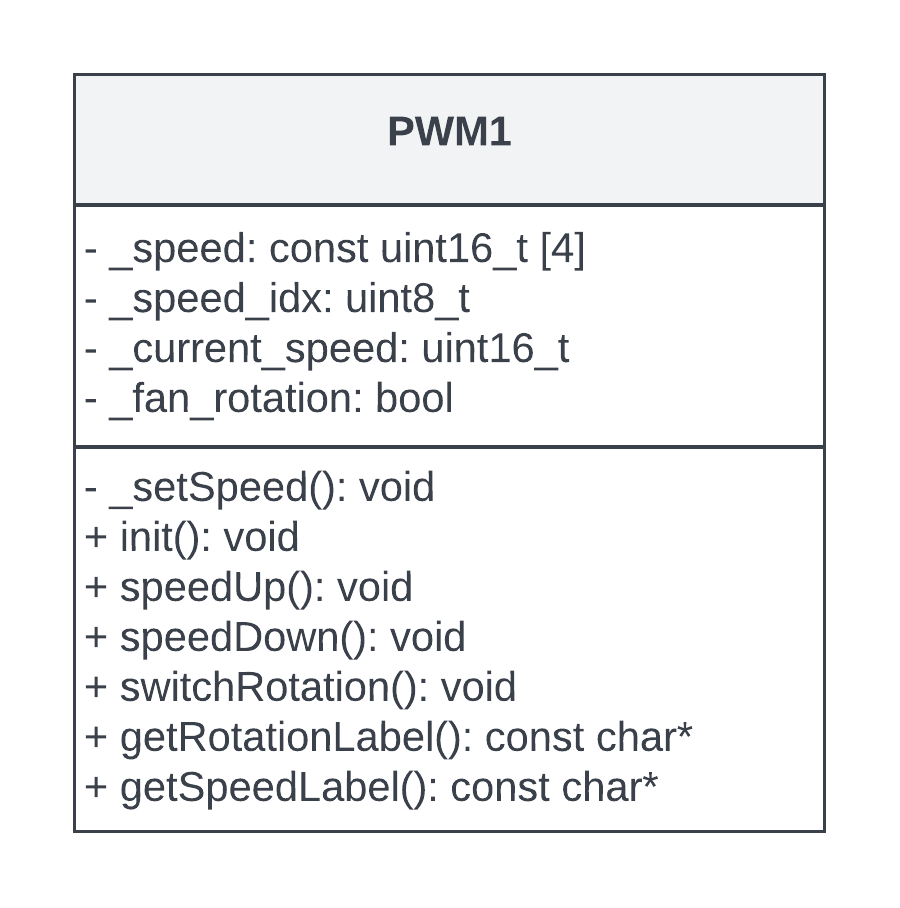 PWM1
- _speed: const uint16_t [4]
- _speed_idx: uint8_t
- _current_speed: uint16_t
- _fan_rotation: bool
- _setSpeed(): void
+ init(): void
+ speedUp(): void
+ speedDown(): void
+ switchRotation(): void
+ getRotationLabel(): const char*
+ getSpeedLabel(): const char*